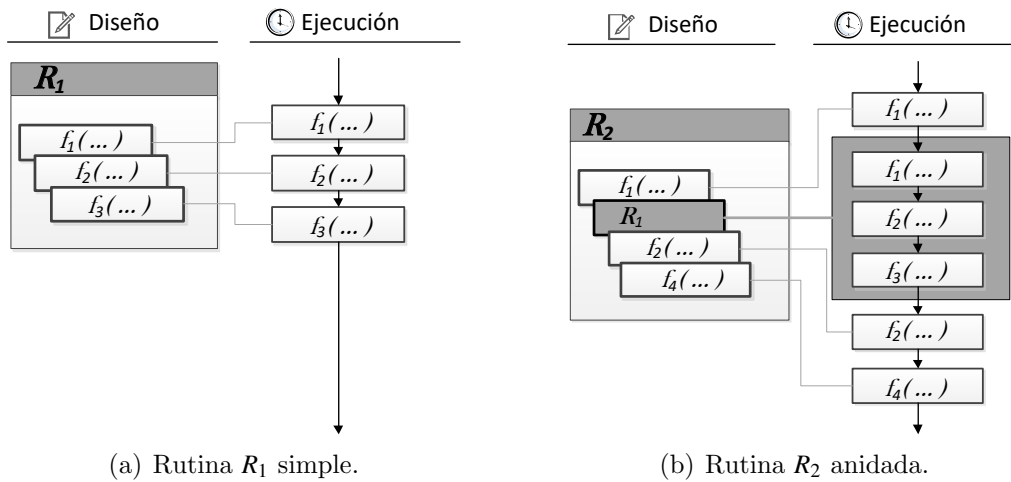 Diseño
Ejecución
R1
f1(...)
f2(...)
f3(...)
f1(...)
f2(...)
f3(...)
(a) Rutina R1 simple.
Diseño
Ejecución
R2
f1(...)
R1
f2(...)
f4(...)
f1(...)
f1(...)
f2(...)
f3(...)
f2(...)
f4(...)
(b) Rutina R2 anidada.